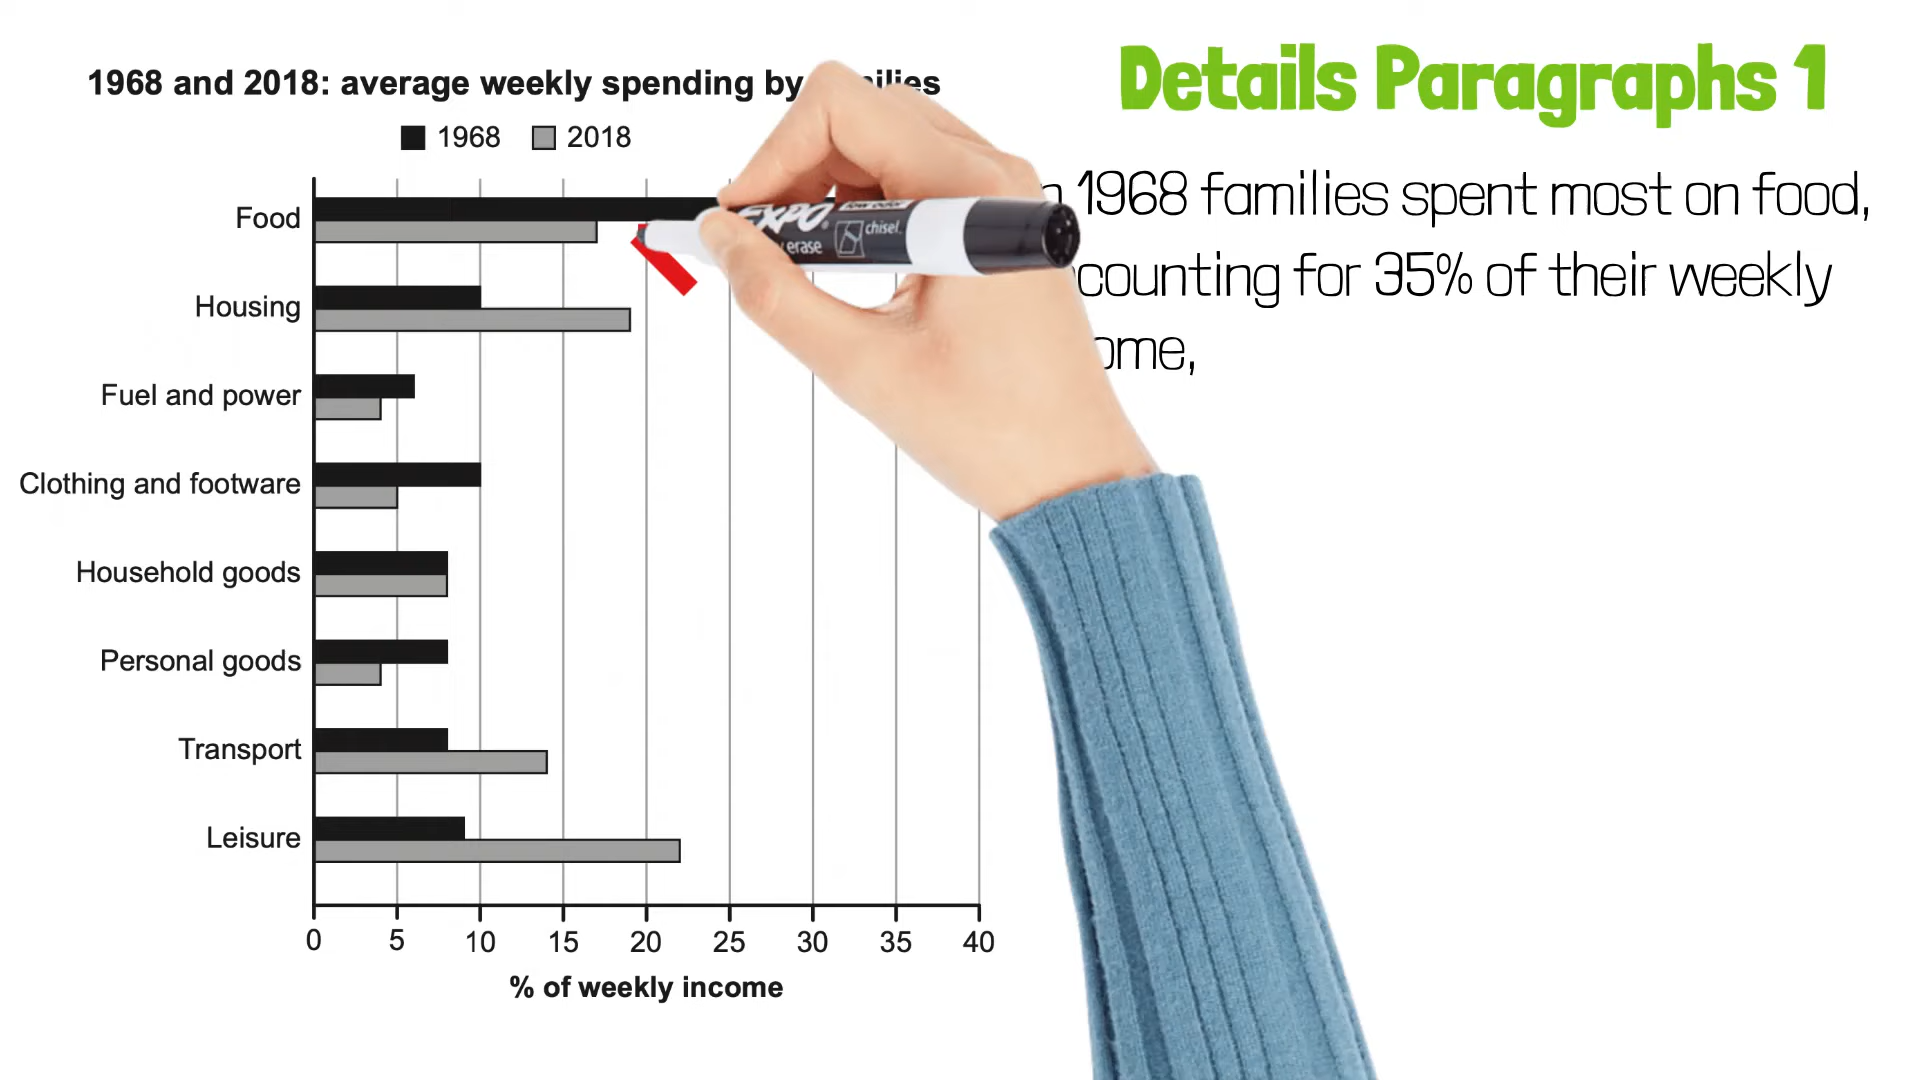 Details Paragraphs 1
1968 and 2018: average weekly spending by
1968 2018
Food
Housing
Fuel and power
Clothing and footware
Household goods
Personal goods
Transport
Leisure
0 5 10 15 20 25 30 35 40
% of weekly income
1968 families spent most on food,
for 35% of their weekly
EXPO
chisel
erase